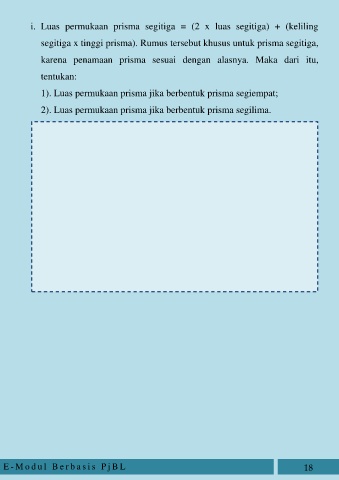 i. Luas permukaan prisma segitiga = (2 x luas segitiga) + (keliling
segitiga x tinggi prisma). Rumus tersebut khusus untuk prisma segitiga,
karena penamaan prisma sesuai dengan alasnya. Maka dari itu,
tentukan:
1). Luas permukaan prisma jika berbentuk prisma segiempat;
2). Luas permukaan prisma jika berbentuk prisma segilima.
E-Modul Berbasis PjBL 18